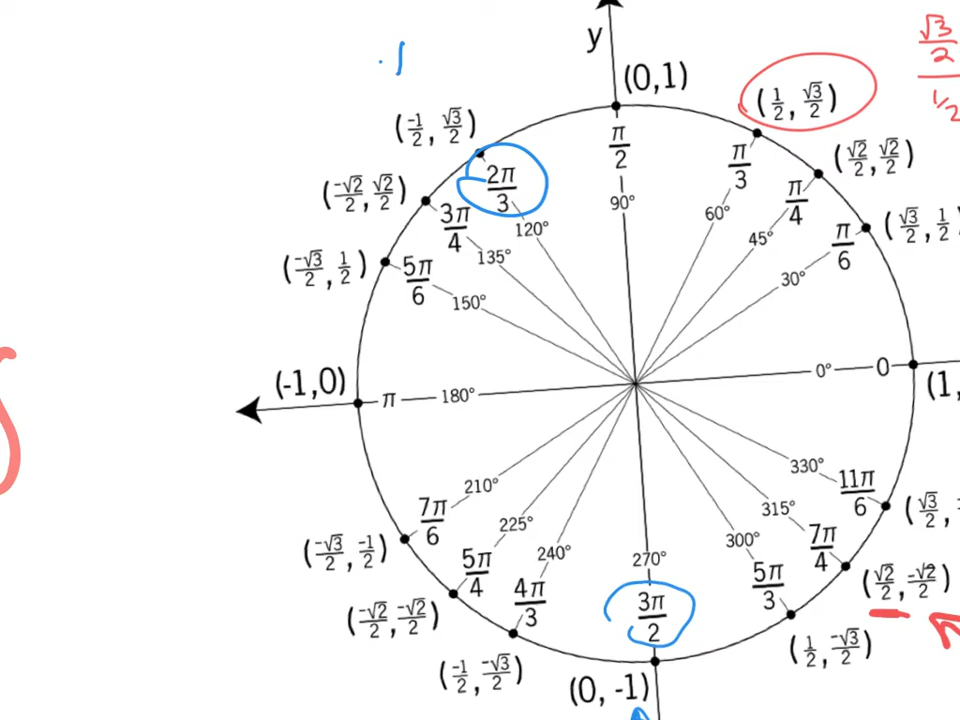 y
(0,1)
√3/2
1/2
(-1/2, √3/2)
(1/2, √3/2)
(-√2/2, √2/2)
(√2/2, √2/2)
(-√3/2, 1/2)
(√3/2, 1/2)
π/2
2π/3
π/3
3π/4
π/4
5π/6
π/6
90°
120°
60°
135°
45°
150°
30°
(-1,0)
π
180°
0°
0
(1,
210°
330°
7π/6
11π/6
225°
315°
5π/4
7π/4
240°
300°
4π/3
5π/3
270°
3π/2
(-√3/2, -1/2)
(√3/2,
(-√2/2, -√2/2)
(√2/2, -√2/2)
(-1/2, -√3/2)
(1/2, -√3/2)
(0, -1)